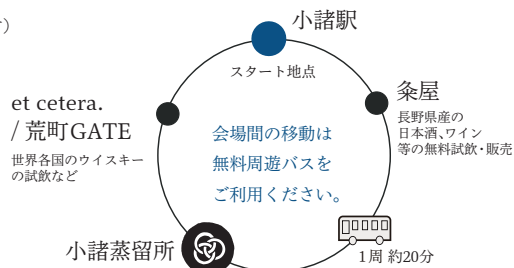 ）
小諸駅
スタート地点
et cetera.
/ 荒町GATE
世界各国のウイスキー
の試飲など
粂屋
長野県産の
日本酒、ワイン
等の無料試飲・販売
会場間の移動は
無料周遊バスを
ご利用ください。
小諸蒸留所
1周 約20分